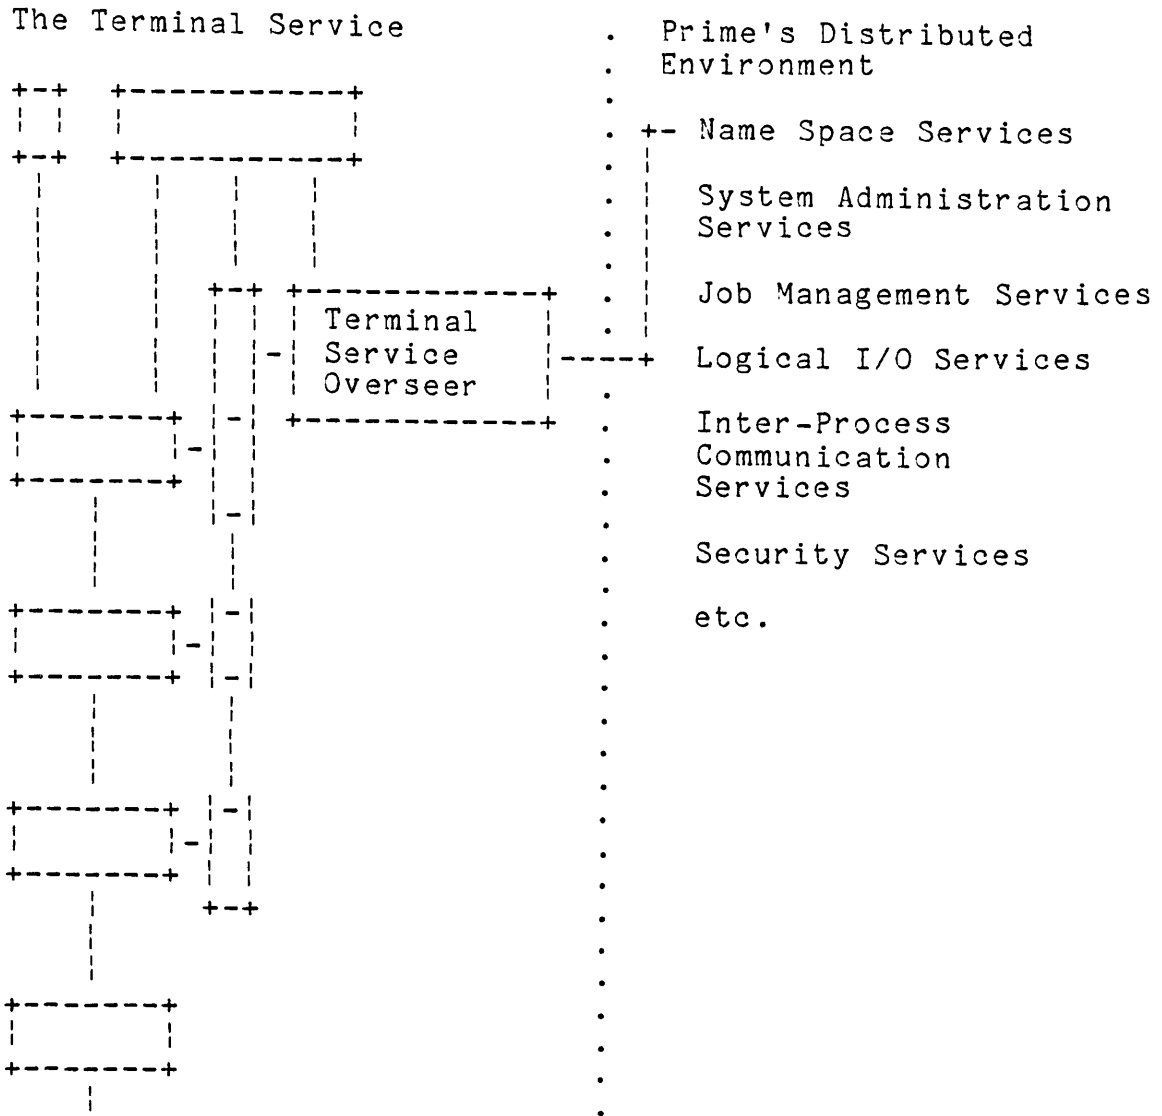 The Terminal Service
Prime's Distributed
Environment
Name Space Services
System Administration
Services
Job Management Services
Terminal
Service
Overseer
Logical I/O Services
Inter-Process
Communication
Services
Security Services
etc.